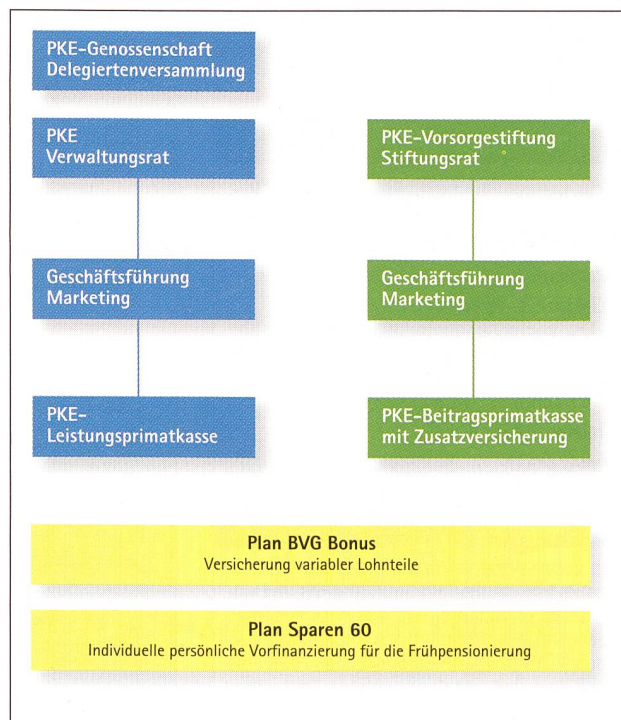 PKE-Genossenschaft
Delegiertenversammlung
PKE
Verwaltungsrat
PKE-Vorsorgestiftung
Stiftungsrat
Geschäftsführung
Marketing
Geschäftsführung
Marketing
PKE-
Leistungsprimatkasse
PKE-Beitragsprimatkasse
mit Zusatzversicherung
Plan BVG Bonus
Versicherung variabler Lohnteile
Plan Sparen 60
Individuelle persönliche Vorfinanzierung für die Frühpensionierung